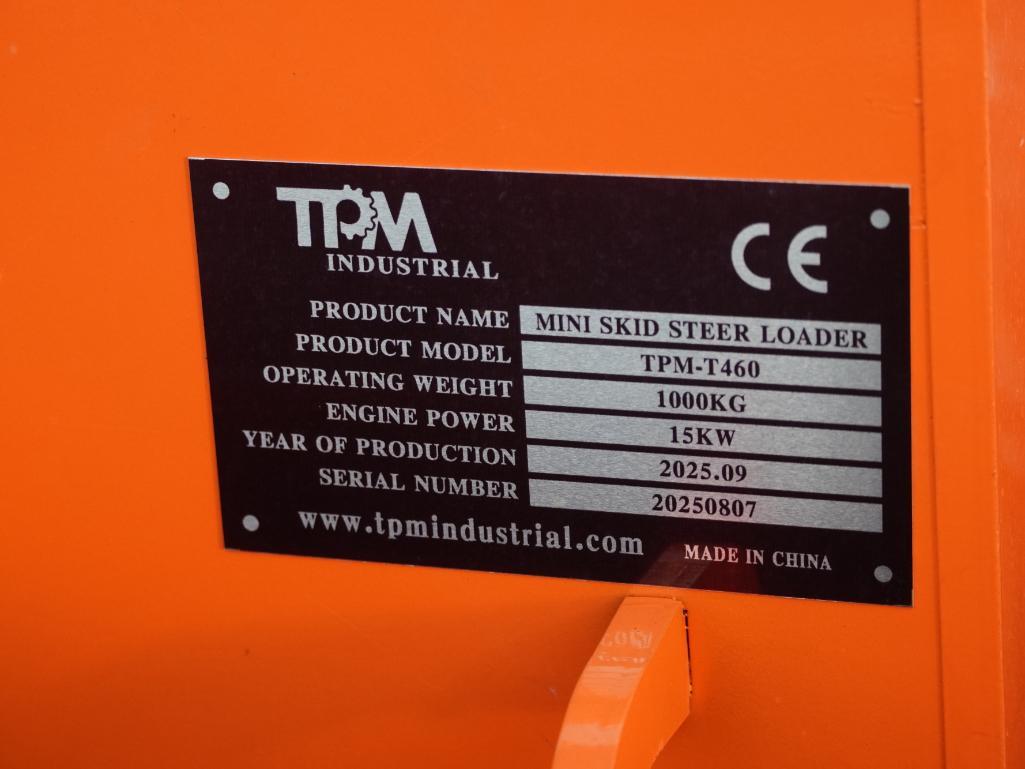 TPM
INDUSTRIAL
CE
PRODUCT NAME MINI SKID STEER LOADER
PRODUCT MODEL TPM-T460
OPERATING WEIGHT 1000KG
ENGINE POWER 15KW
YEAR OF PRODUCTION 2025.09
SERIAL NUMBER 20250807
www.tpmindustrial.com
MADE IN CHINA